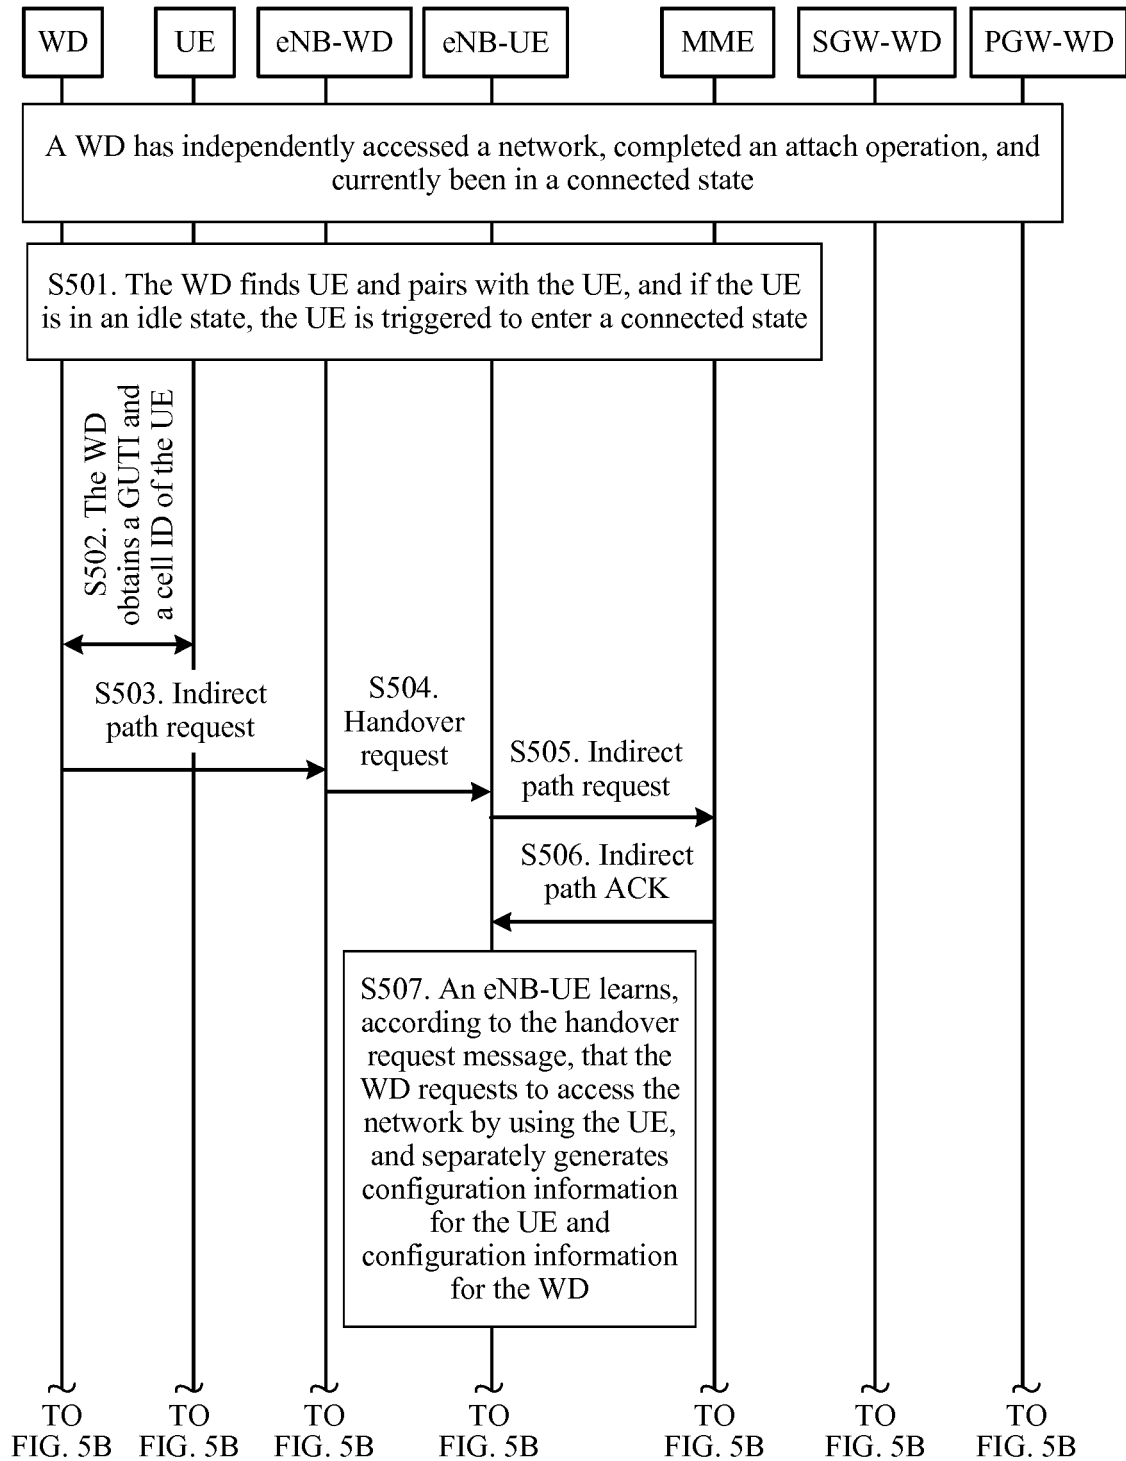 WD
UE
eNB-WD
eNB-UE
MME
SGW-WD
PGW-WD
A WD has independently accessed a network, completed an attach operation, and
currently been in a connected state
S501. The WD finds UE and pairs with the UE, and if the UE
is in an idle state, the UE is triggered to enter a connected state
S502. The WD
obtains a GUTI and
a cell ID of the UE
S503. Indirect
path request
S504.
Handover
request
S505. Indirect
path request
S506. Indirect
path ACK
S507. An eNB-UE learns,
according to the handover
request message, that the
WD requests to access the
network by using the UE,
and separately generates
configuration information
for the UE and
configuration information
for the WD
TO
FIG. 5B
TO
FIG. 5B
TO
FIG. 5B
TO
FIG. 5B
TO
FIG. 5B
TO
FIG. 5B
TO
FIG. 5B